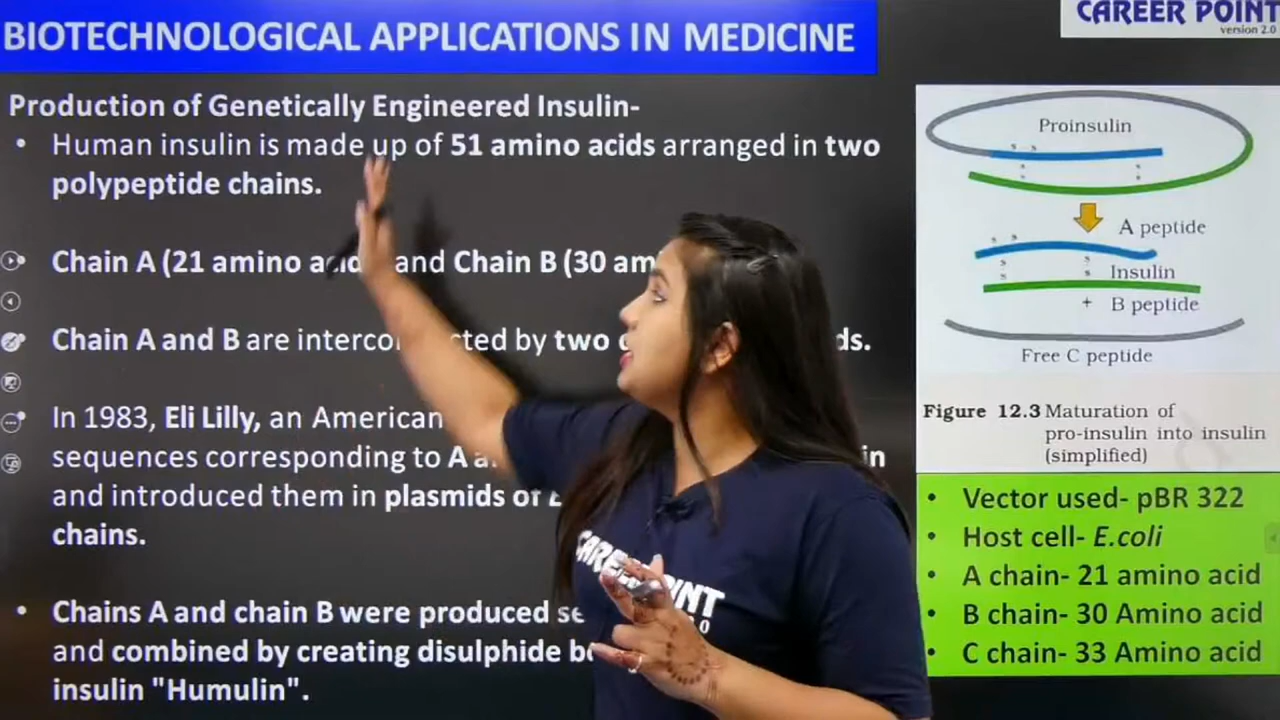 BIOTECHNOLOGICAL APPLICATIONS IN MEDICINE
CAREER POINT
version 2.0
Production of Genetically Engineered Insulin-
• Human insulin is made up of 51 amino acids arranged in two
polypeptide chains.
Chain A (21 amino and Chain B (30
Chain A and B are by two
In 1983, Eli Lilly, an American
sequences corresponding to A in
and introduced them in plasmids of
chains.
• Chains A and chain B were produced
and combined by creating disulphide
insulin "Humulin".
Proinsulin
s s
A peptide
s s
Insulin
+ B peptide
Free C peptide
Figure 12.3 Maturation of
pro-insulin into insulin
(simplified)
• Vector used- pBR 322
• Host cell- E.coli
• A chain- 21 amino acid
• B chain- 30 Amino acid
• C chain- 33 Amino acid
CAREER POINT